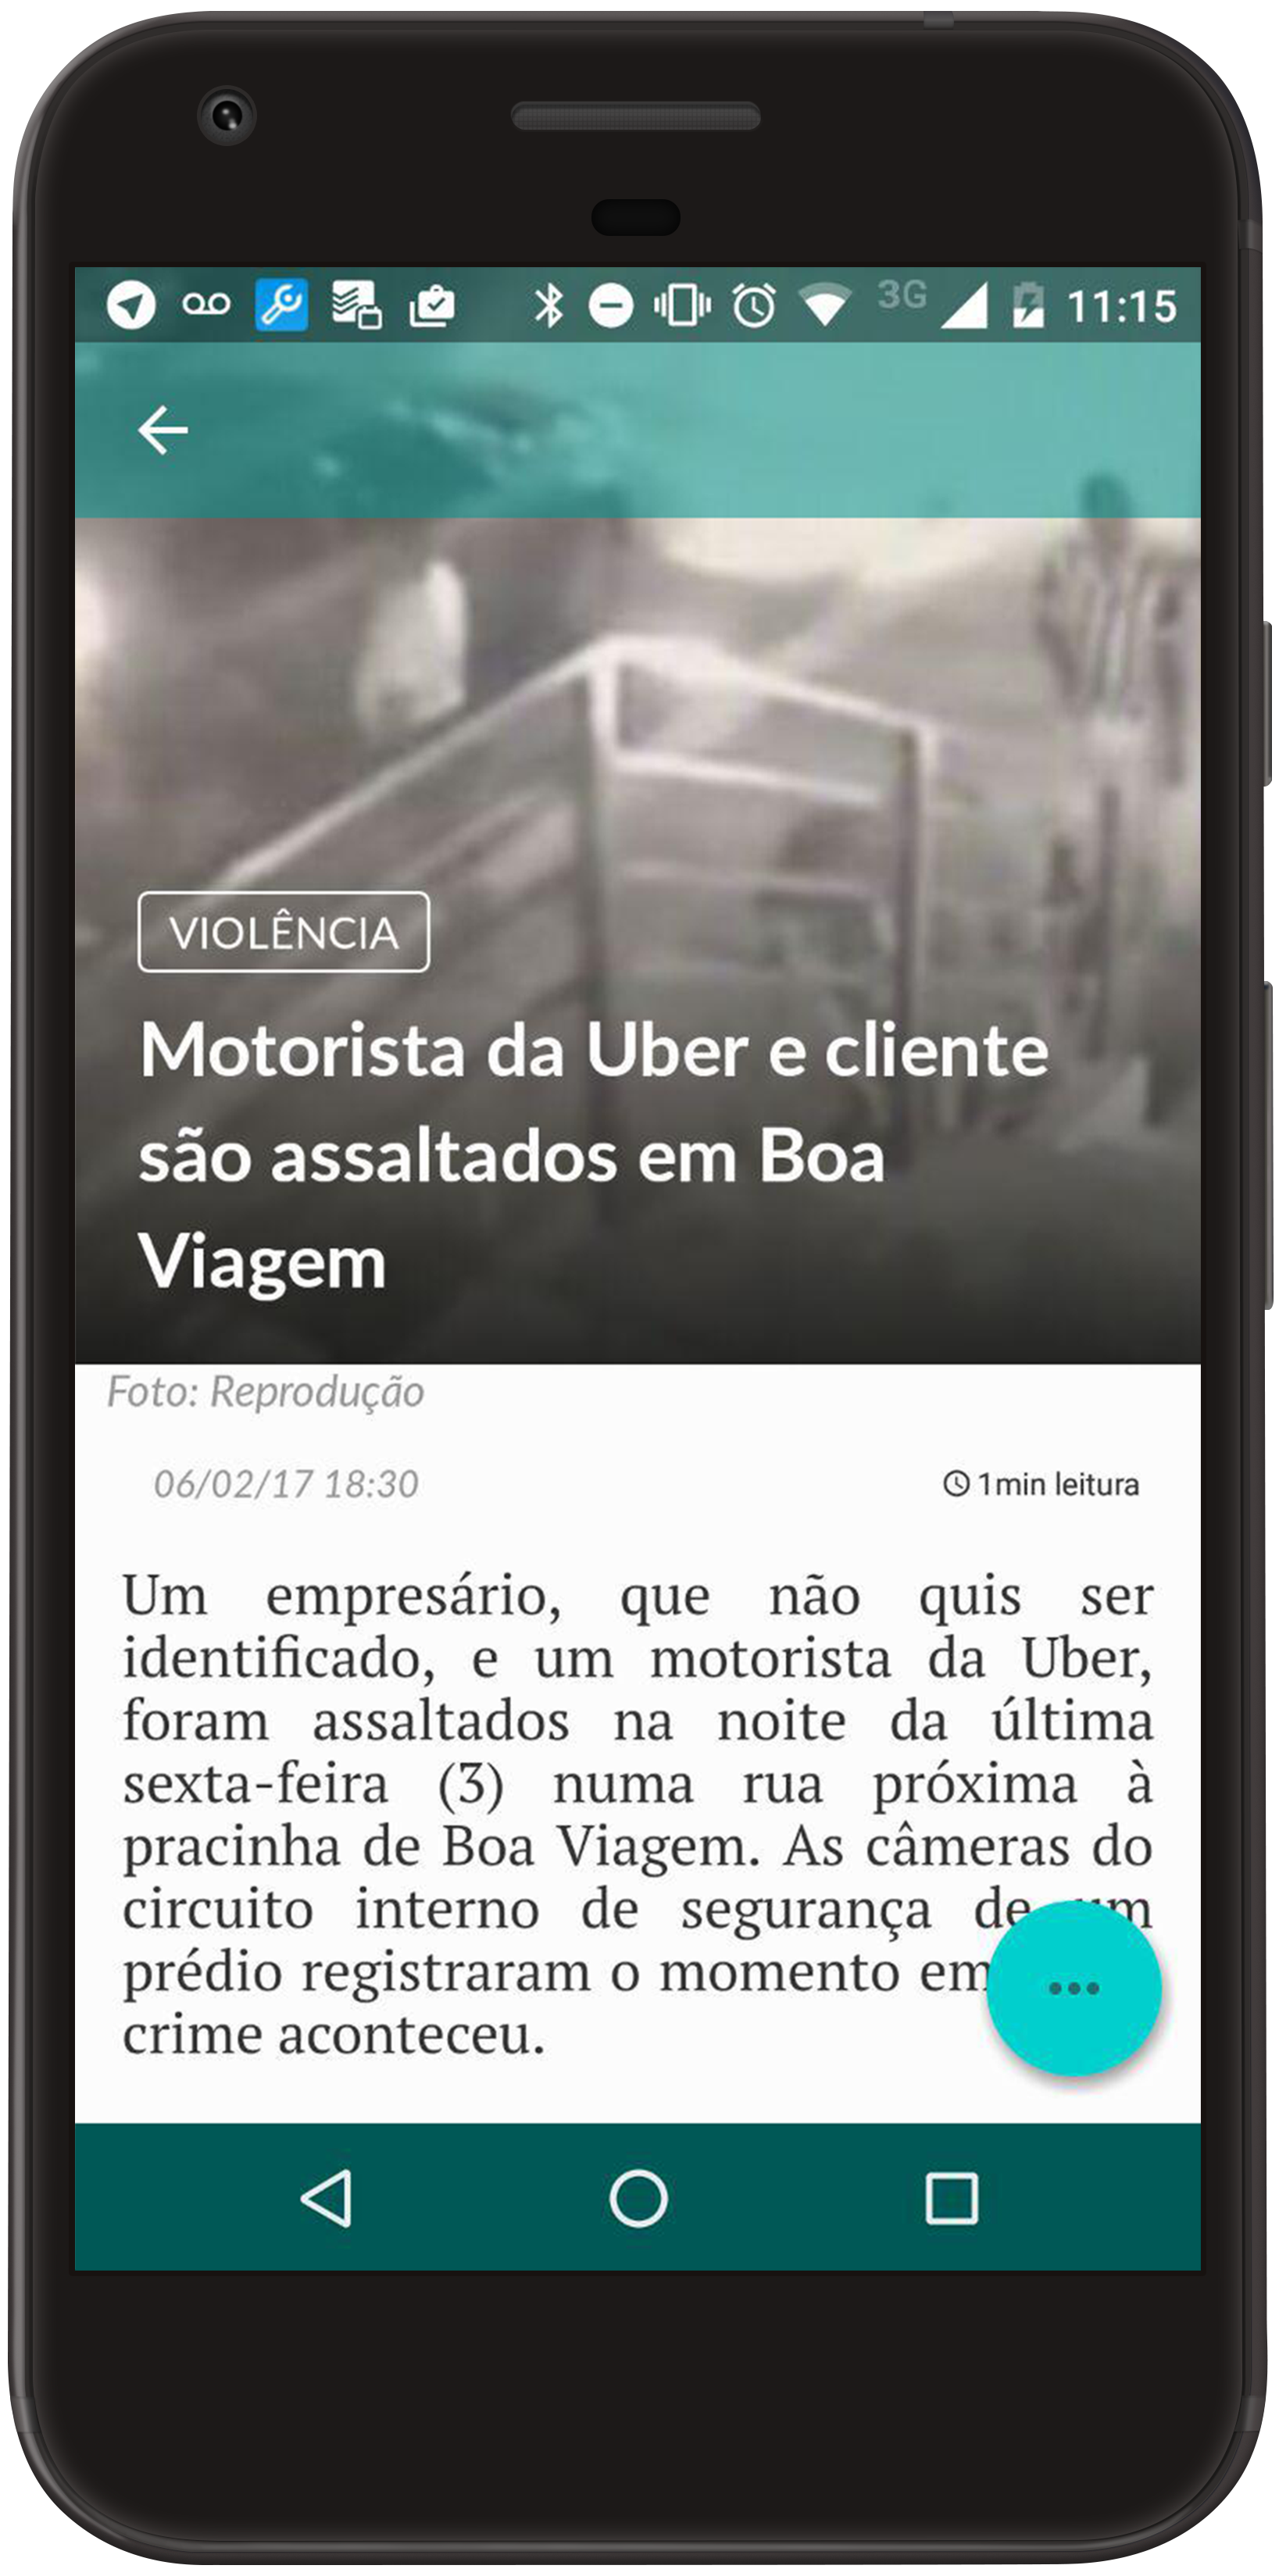 3G 11:15
VIOLÊNCIA
Motorista da Uber e cliente
são assaltados em Boa
Viagem
Foto: Reprodução
06/02/17 18:30
1min leitura
Um empresário, que não quis ser
identificado, e um motorista da Uber,
foram assaltados na noite da última
sexta-feira (3) numa rua próxima à
pracinha de Boa Viagem. As câmeras do
circuito interno de segurança de
prédio registraram o momento em
crime aconteceu.